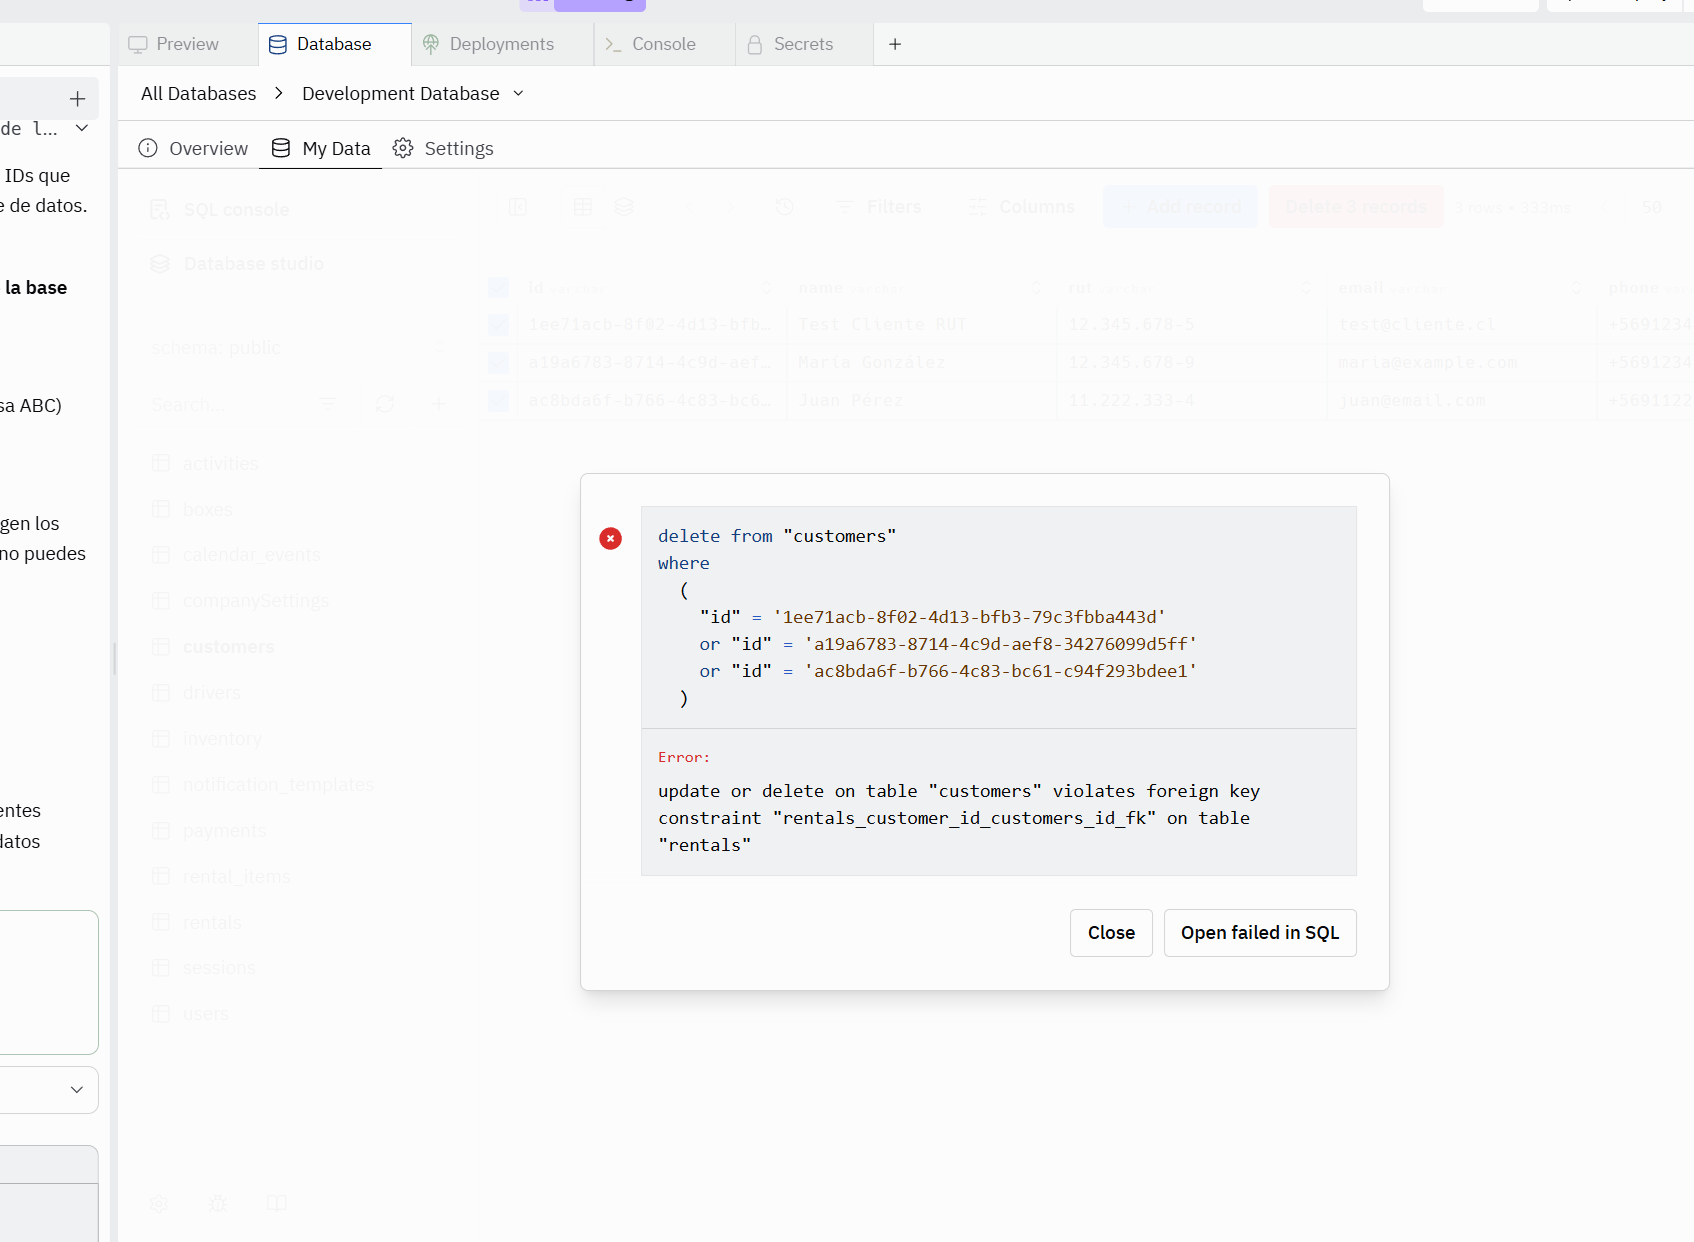 Preview
Database
Deployments
Console
Secrets
All Databases
Development Database
de l...
Overview
My Data
Settings
IDs que
e de datos.
SQL console
Filters
Columns
Add record
Delete 3 records
3 rows • 333ms
50
Database studio
la base
id varchar
name varchar
rut varchar
email varchar
phone
1ee71acb-8f02-4d13-bfb…
Test Cliente RUT
12.345.678-5
test@cliente.cl
+5691234
schema: public
a19a6783-8714-4c9d-aef…
María González
12.345.678-9
maria@example.com
+5691234
sa ABC)
Search...
ac8bda6f-b766-4c83-bc6…
Juan Pérez
11.222.333-4
juan@email.com
+5691122
activities
boxes
gen los
no puedes
calendar_events
companySettings
customers
drivers
inventory
notification_templates
entes
payments
datos
rental_items
rentals
sessions
users
delete from "customers"
where
(
"id" = '1ee71acb-8f02-4d13-bfb3-79c3fbba443d'
or "id" = 'a19a6783-8714-4c9d-aef8-34276099d5ff'
or "id" = 'ac8bda6f-b766-4c83-bc61-c94f293bdee1'
)
Error:
update or delete on table "customers" violates foreign key
constraint "rentals_customer_id_customers_id_fk" on table
"rentals"
Close
Open failed in SQL